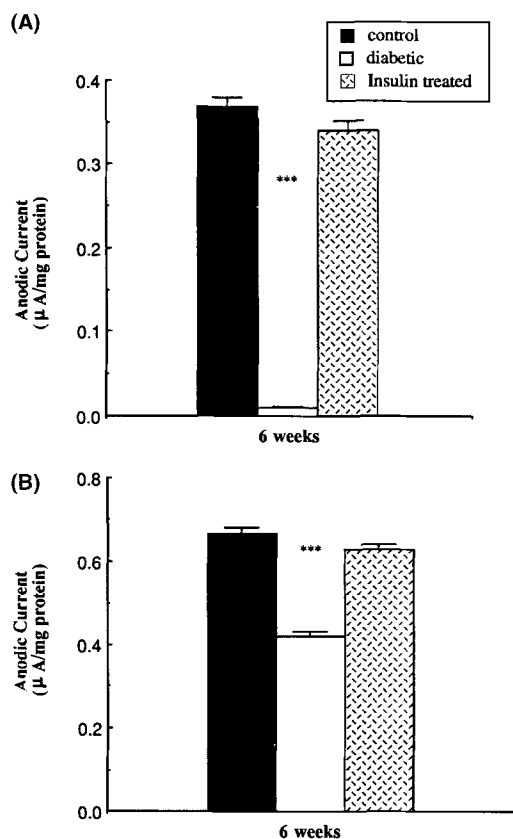 (A)
control
diabetic
Insulin treated
0.4
0.3
0.2
0.1
0.0
Anodic Current
( μ A/mg protein)
***
6 weeks
(B)
0.8
0.6
0.4
0.2
0.0
Anodic Current
( μ A/mg protein)
***
6 weeks